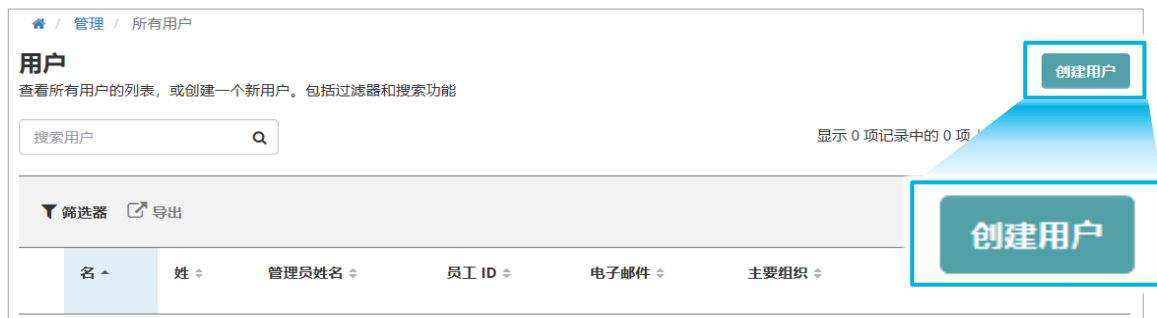 / 管理 / 所有用户
用户
创建用户
查看所有用户的列表，或创建一个新用户。包括过滤器和搜索功能
搜索用户
显示 0 项记录中的 0 项
筛选器 导出
创建用户
名 姓 管理员姓名 员工 ID 电子邮件 主要组织